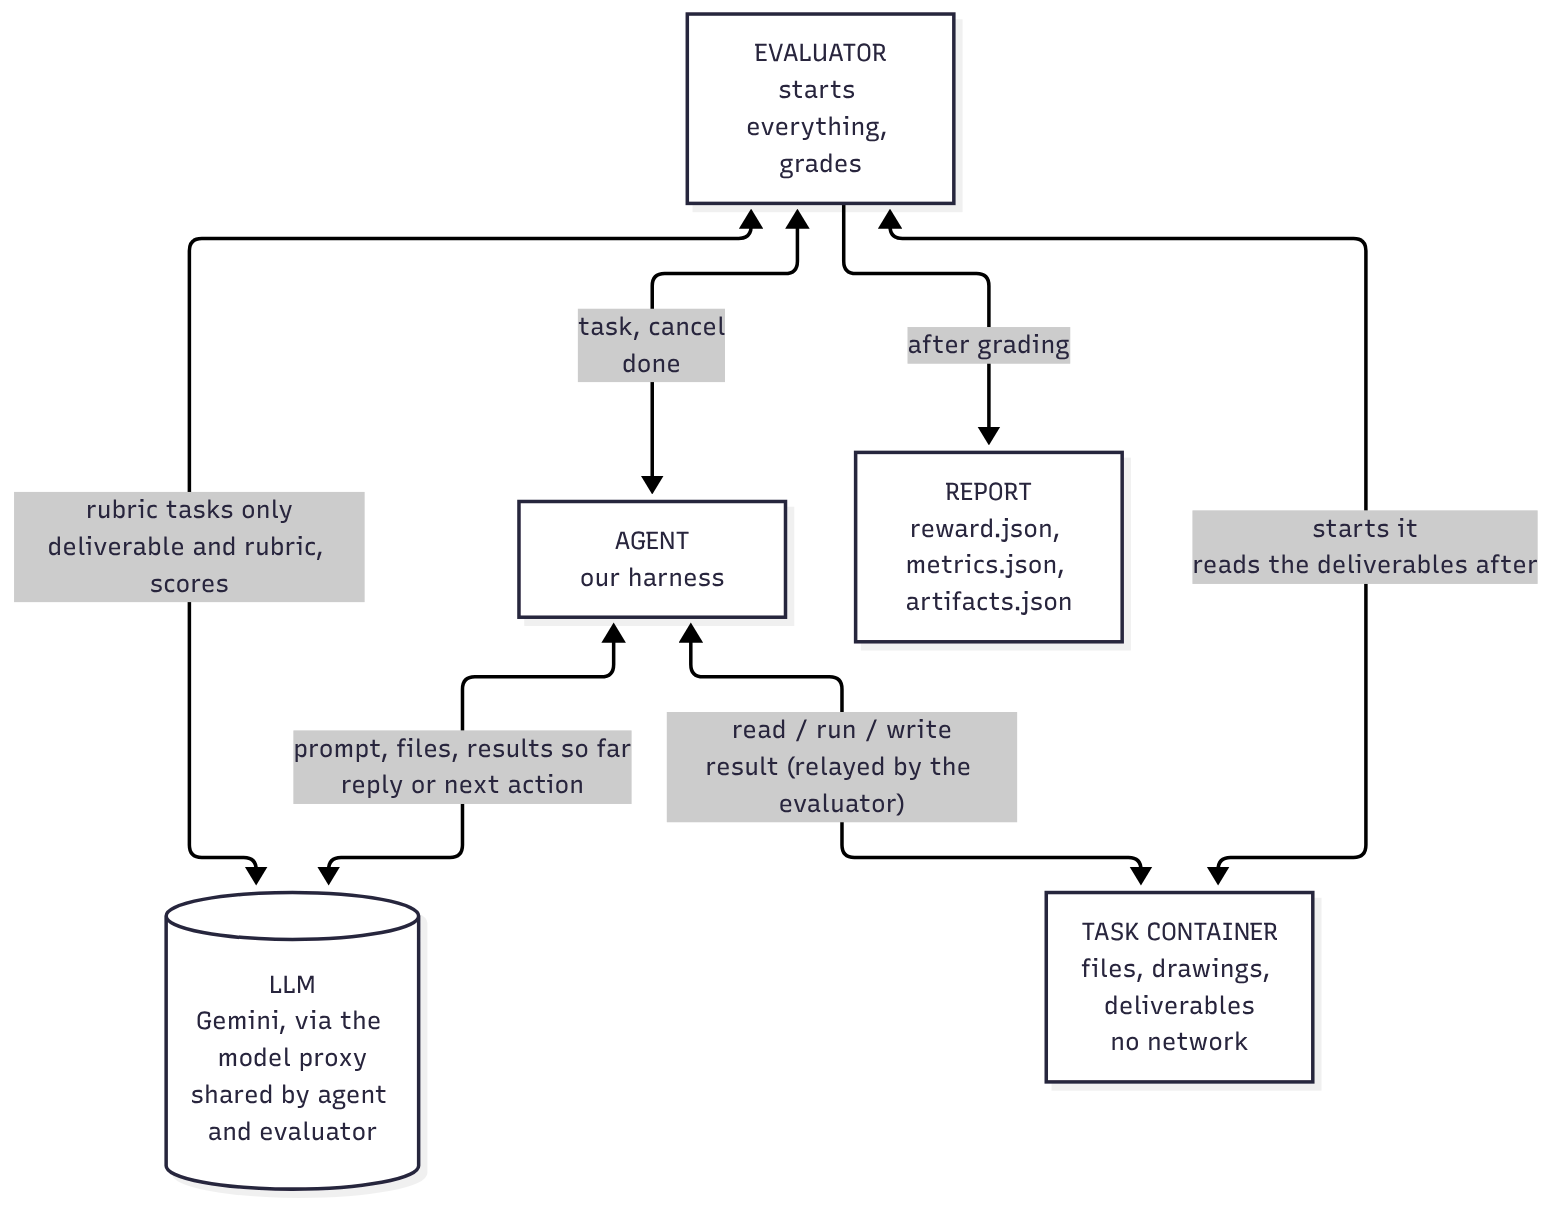 EVALUATOR
starts
everything,
grades
task, cancel
done
after grading
rubric tasks only
deliverable and rubric,
scores
starts it
reads the deliverables after
AGENT
our harness
REPORT
reward.json,
metrics.json,
artifacts.json
prompt, files, results so far
reply or next action
read / run / write
result (relayed by the
evaluator)
LLM
Gemini, via the
model proxy
shared by agent
and evaluator
TASK CONTAINER
files, drawings,
deliverables
no network